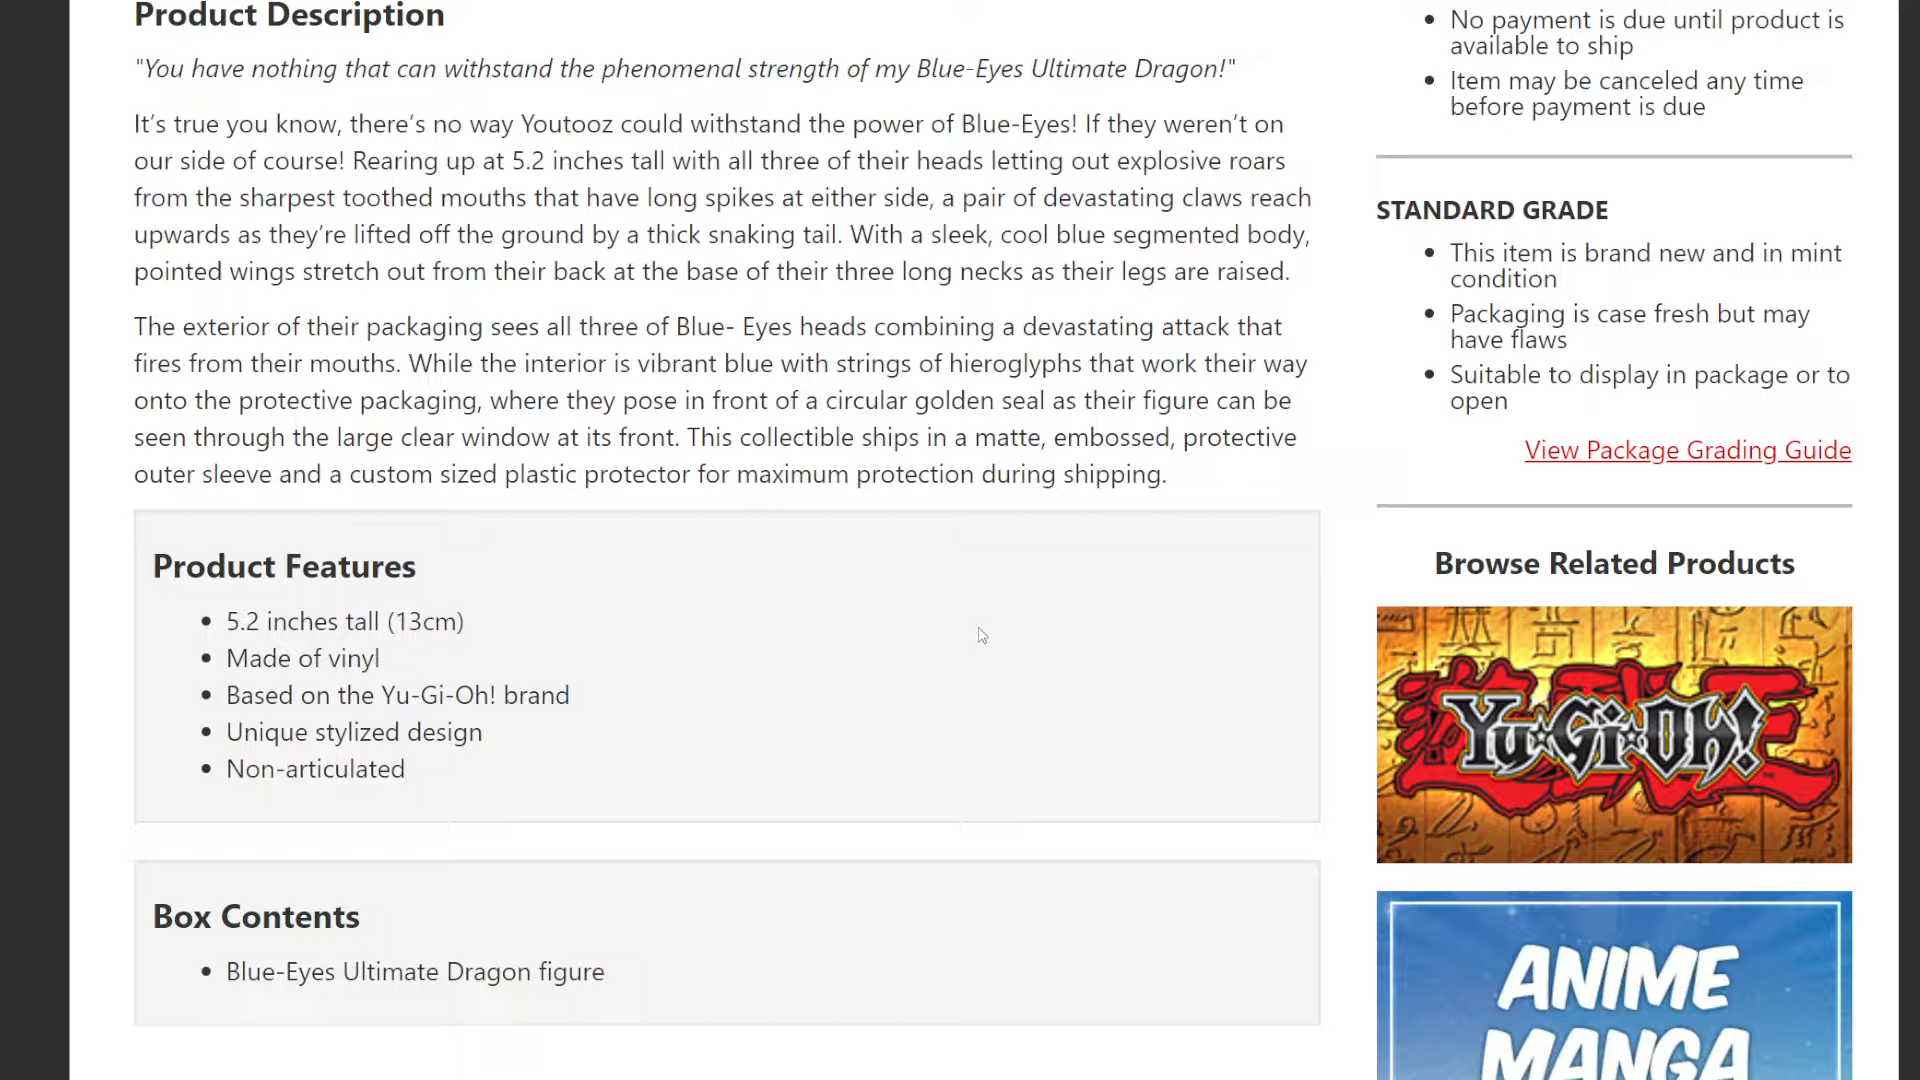 Product Description
"You have nothing that can withstand the phenomenal strength of my Blue-Eyes Ultimate Dragon!"
It’s true you know, there’s no way Youtooz could withstand the power of Blue-Eyes! If they weren’t on
our side of course! Rearing up at 5.2 inches tall with all three of their heads letting out explosive roars
from the sharpest toothed mouths that have long spikes at either side, a pair of devastating claws reach
upwards as they’re lifted off the ground by a thick snaking tail. With a sleek, cool blue segmented body,
pointed wings stretch out from their back at the base of their three long necks as their legs are raised.
The exterior of their packaging sees all three of Blue- Eyes heads combining a devastating attack that
fires from their mouths. While the interior is vibrant blue with strings of hieroglyphs that work their way
onto the protective packaging, where they pose in front of a circular golden seal as their figure can be
seen through the large clear window at its front. This collectible ships in a matte, embossed, protective
outer sleeve and a custom sized plastic protector for maximum protection during shipping.
Product Features
• 5.2 inches tall (13cm)
• Made of vinyl
• Based on the Yu-Gi-Oh! brand
• Unique stylized design
• Non-articulated
Box Contents
• Blue-Eyes Ultimate Dragon figure
• No payment is due until product is
available to ship
• Item may be canceled any time
before payment is due
STANDARD GRADE
• This item is brand new and in mint
condition
• Packaging is case fresh but may
have flaws
• Suitable to display in package or to
open
View Package Grading Guide
Browse Related Products
Yu-Gi-Oh!
ANIME
MANGA